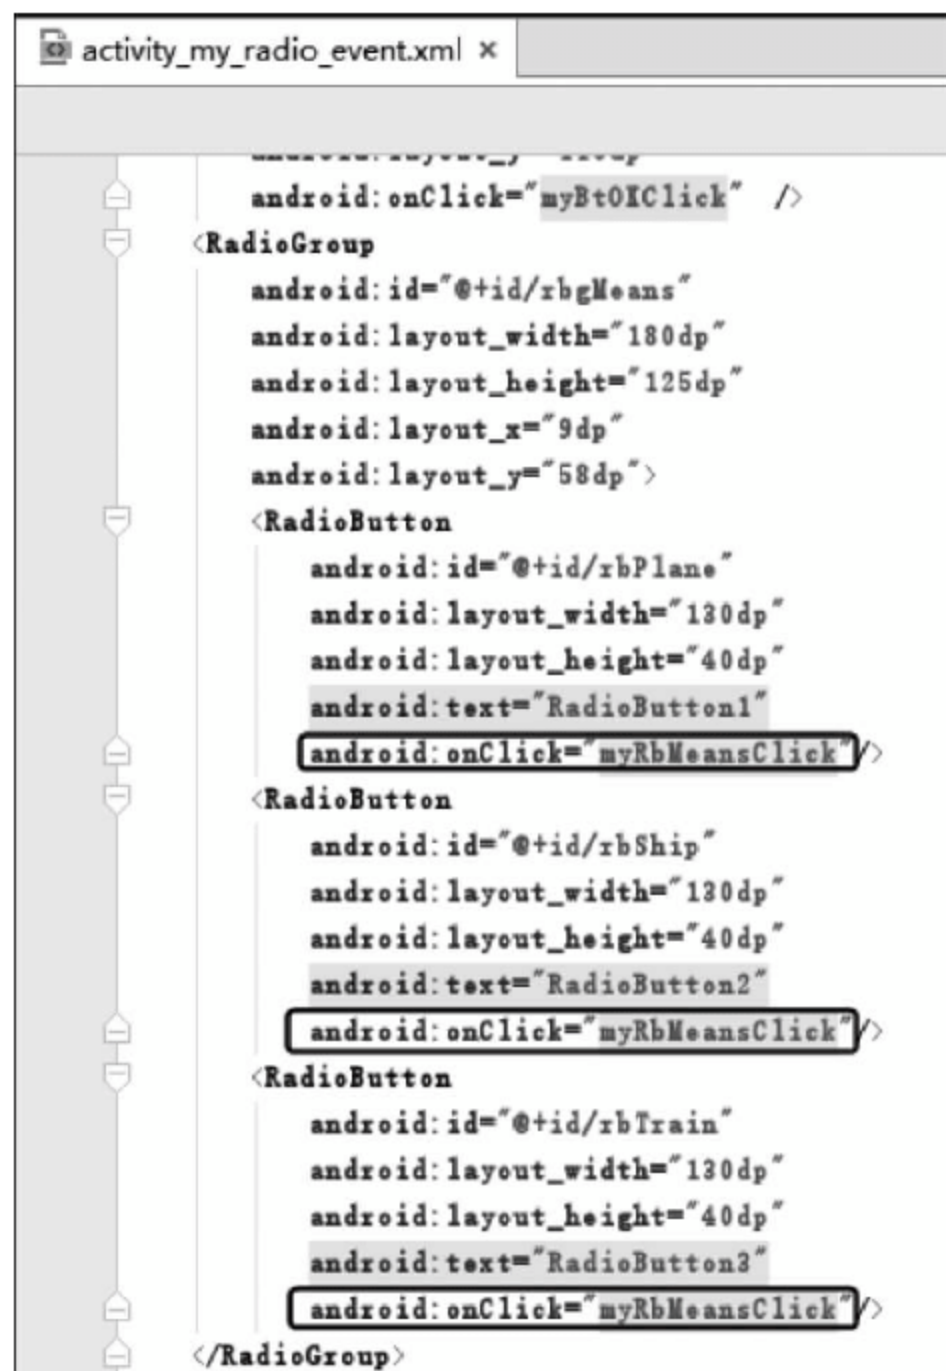 activity_my_radio_event.xml ×
android:onClick="myBtOKClick" />
<RadioGroup
android:id="@+id/rbgMeans"
android:layout_width="180dp"
android:layout_height="125dp"
android:layout_x="9dp"
android:layout_y="58dp">
<RadioButton
android:id="@+id/rbPlane"
android:layout_width="130dp"
android:layout_height="40dp"
android:text="RadioButton1"
android:onClick="myRbMeansClick"/>
<RadioButton
android:id="@+id/rbShip"
android:layout_width="130dp"
android:layout_height="40dp"
android:text="RadioButton2"
android:onClick="myRbMeansClick"/>
<RadioButton
android:id="@+id/rbTrain"
android:layout_width="130dp"
android:layout_height="40dp"
android:text="RadioButton3"
android:onClick="myRbMeansClick"/>
</RadioGroup>